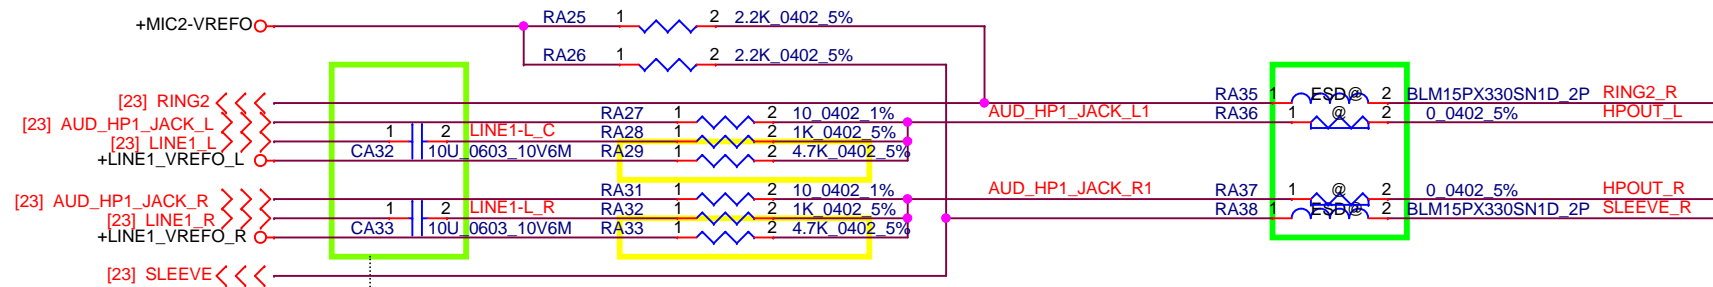 +MIC2-VREFO RA25 1 2 2.2K_0402_5%
RA26 1 2 2.2K_0402_5%
[23] RING2 RA35 1 ESD@ 2 BLM15PX330SN1D_2P RING2_R
[23] AUD_HP1_JACK_L RA27 1 2 10_0402_1% AUD_HP1_JACK_L1 RA36 1 @ 2 0_0402_5% HPOUT_L
[23] LINE1_L 1 2 LINE1-L_C RA28 1 2 1K_0402_5%
+LINE1_VREFO_L CA32 10U_0603_10V6M RA29 1 2 4.7K_0402_5%
[23] AUD_HP1_JACK_R RA31 1 2 10_0402_1% AUD_HP1_JACK_R1 RA37 1 @ 2 0_0402_5% HPOUT_R
[23] LINE1_R 1 2 LINE1-L_R RA32 1 2 1K_0402_5% RA38 1 ESD@ 2 BLM15PX330SN1D_2P SLEEVE_R
+LINE1_VREFO_R CA33 10U_0603_10V6M RA33 1 2 4.7K_0402_5%
[23] SLEEVE